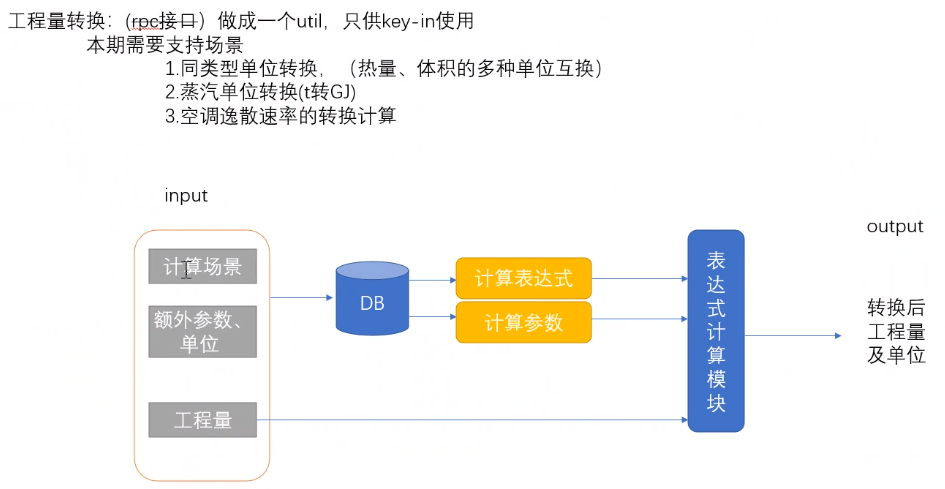 工程量转换：（rpc接口）做成一个util，只供key-in使用
本期需要支持场景
1.同类型单位转换，（热量、体积的多种单位互换）
2.蒸汽单位转换(t转GJ)
3.空调逸散速率的转换计算
input
output
计算场景
额外参数、
单位
工程量
DB
计算表达式
计算参数
表
达
式
计
算
模
块
转换后
工程量
及单位